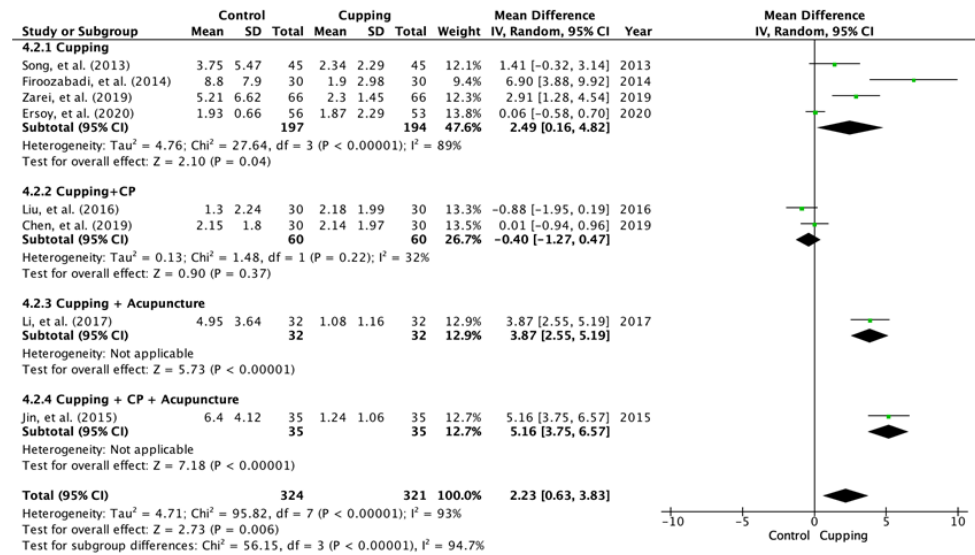 Control Cupping Mean Difference Mean Difference
Study or Subgroup Mean SD Total Mean SD Total Weight IV, Random, 95% CI Year IV, Random, 95% CI
4.2.1 Cupping
Song, et al. (2013) 3.75 5.47 45 2.34 2.29 45 12.1% 1.41 [-0.32, 3.14] 2013
Firoozabadi, et al. (2014) 8.8 7.9 30 1.9 2.98 30 9.4% 6.90 [3.88, 9.92] 2014
Zarei, et al. (2019) 5.21 6.62 66 2.3 1.45 66 12.3% 2.91 [1.28, 4.54] 2019
Ersoy, et al. (2020) 1.93 0.66 56 1.87 2.29 53 13.8% 0.06 [-0.58, 0.70] 2020
Subtotal (95% CI) 197 194 47.6% 2.49 [0.16, 4.82]
Heterogeneity: Tau² = 4.76; Chi² = 27.64, df = 3 (P < 0.00001); I² = 89%
Test for overall effect: Z = 2.10 (P = 0.04)
4.2.2 Cupping+CP
Liu, et al. (2016) 1.3 2.24 30 2.18 1.99 30 13.3% -0.88 [-1.95, 0.19] 2016
Chen, et al. (2019) 2.15 1.8 30 2.14 1.97 30 13.5% 0.01 [-0.94, 0.96] 2019
Subtotal (95% CI) 60 60 26.7% -0.40 [-1.27, 0.47]
Heterogeneity: Tau² = 0.13; Chi² = 1.48, df = 1 (P = 0.22); I² = 32%
Test for overall effect: Z = 0.90 (P = 0.37)
4.2.3 Cupping + Acupuncture
Li, et al. (2017) 4.95 3.64 32 1.08 1.16 32 12.9% 3.87 [2.55, 5.19] 2017
Subtotal (95% CI) 32 32 12.9% 3.87 [2.55, 5.19]
Heterogeneity: Not applicable
Test for overall effect: Z = 5.73 (P < 0.00001)
4.2.4 Cupping + CP + Acupuncture
Jin, et al. (2015) 6.4 4.12 35 1.24 1.06 35 12.7% 5.16 [3.75, 6.57] 2015
Subtotal (95% CI) 35 35 12.7% 5.16 [3.75, 6.57]
Heterogeneity: Not applicable
Test for overall effect: Z = 7.18 (P < 0.00001)
Total (95% CI) 324 321 100.0% 2.23 [0.63, 3.83]
Heterogeneity: Tau² = 4.71; Chi² = 95.82, df = 7 (P < 0.00001); I² = 93%
Test for overall effect: Z = 2.73 (P = 0.006)
Test for subgroup differences: Chi² = 56.15, df = 3 (P < 0.00001), I² = 94.7%
-10 -5 0 5 10
Control Cupping